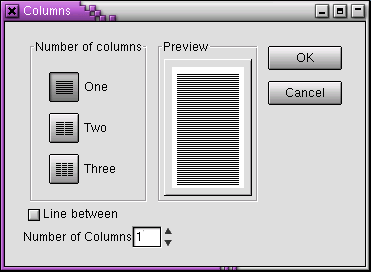 Columns
Number of columns
Preview
OK
Cancel
One
Two
Three
Line between
Number of Columns 1